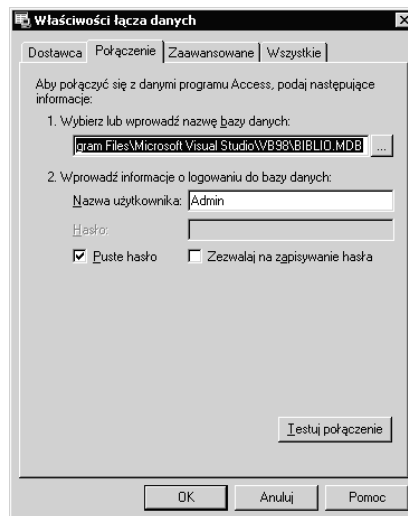 Właściwości łącza danych
Dostawca Połączenie Zaawansowane Wszystkie
Aby połączyć się z danymi programu Access, podaj następujące
informacje:
1. Wybierz lub wprowadź nazwę bazy danych:
gram Files\Microsoft Visual Studio\VB98\BIBLIO.MDB ...
2. Wprowadź informacje o logowaniu do bazy danych:
Nazwa użytkownika: Admin
Hasło:
Puste hasło Zezwalaj na zapisywanie hasła
Testuj połączenie
OK Anuluj Pomoc